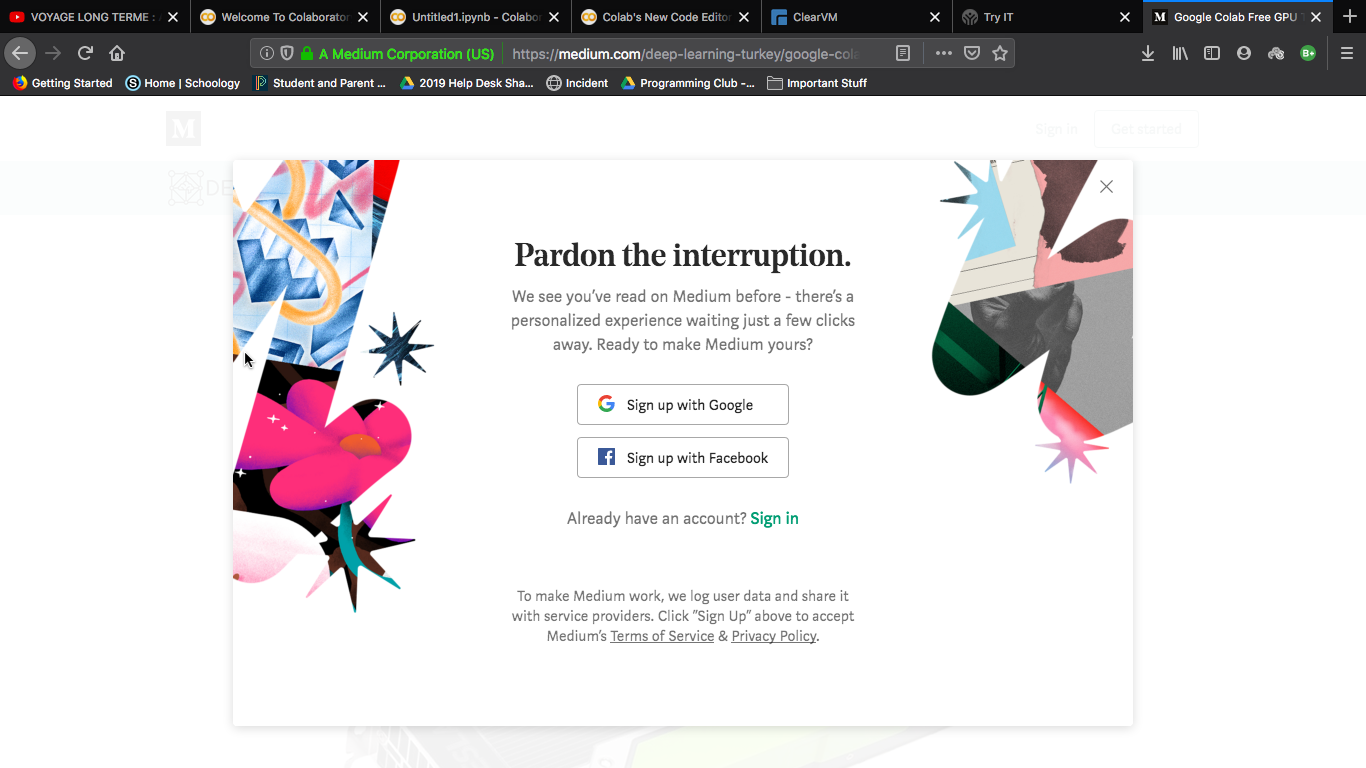 VOYAGE LONG TERME :
Welcome To Colaborator
Untitled1.ipynb - Colabor
Colab's New Code Editor
ClearVM
Try IT
M Google Colab Free GPU
A Medium Corporation (US)
https://medium.com/deep-learning-turkey/google-cola
Getting Started
S Home | Schoology
Student and Parent ...
2019 Help Desk Sha...
Incident
Programming Club -...
Important Stuff
M
Sign in
Get started
DE
Pardon the interruption.
We see you’ve read on Medium before - there’s a
personalized experience waiting just a few clicks
away. Ready to make Medium yours?
G Sign up with Google
f Sign up with Facebook
Already have an account? Sign in
To make Medium work, we log user data and share it
with service providers. Click “Sign Up” above to accept
Medium’s Terms of Service & Privacy Policy.